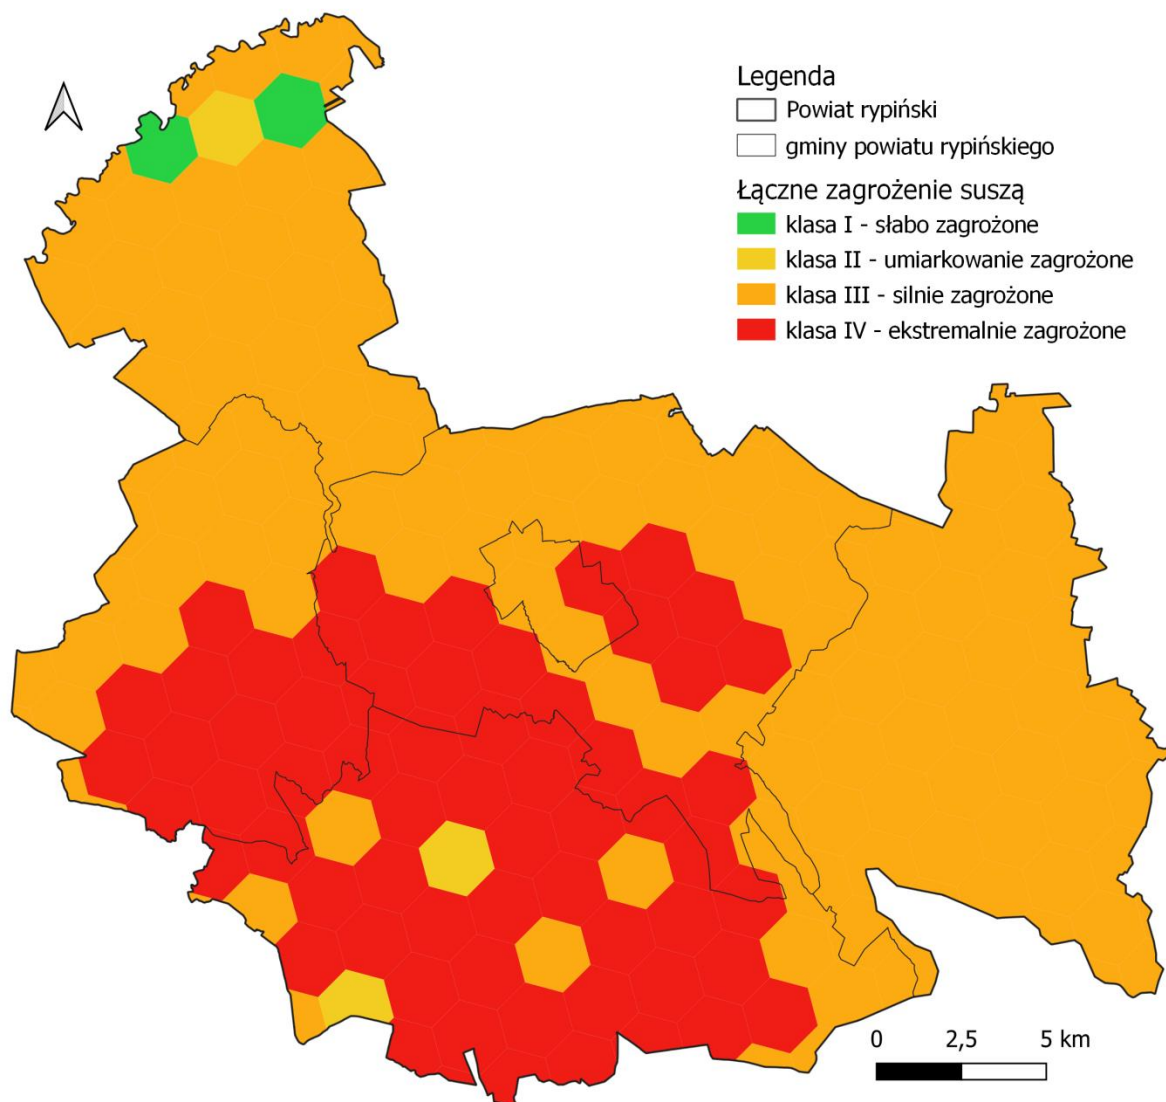 Legenda
Powiat rypiński
gminy powiatu rypińskiego
Łączne zagrożenie suszą
klasa I - słabo zagrożone
klasa II - umiarkowanie zagrożone
klasa III - silnie zagrożone
klasa IV - ekstremalnie zagrożone
0 2,5 5 km